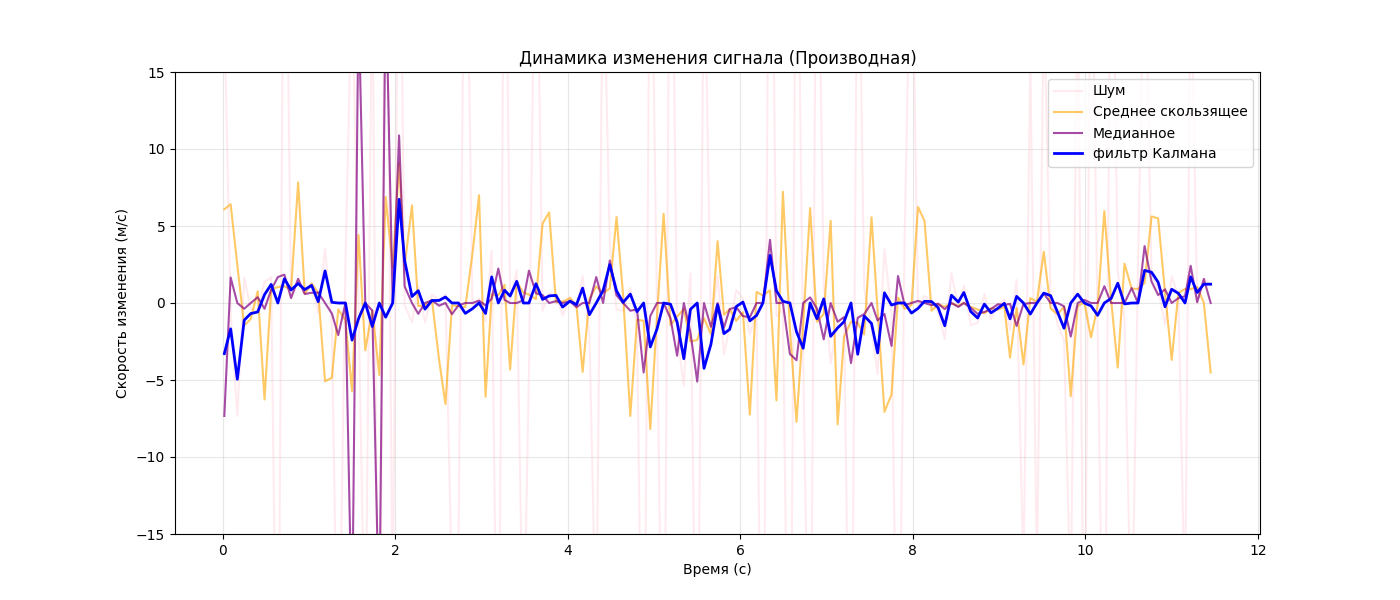 Динамика изменения сигнала (Производная)
Шум
Среднее скользящее
Медианное
фильтр Калмана
Скорость изменения (м/с)
15
10
5
0
−5
−10
−15
0
2
4
6
8
10
12
Время (с)